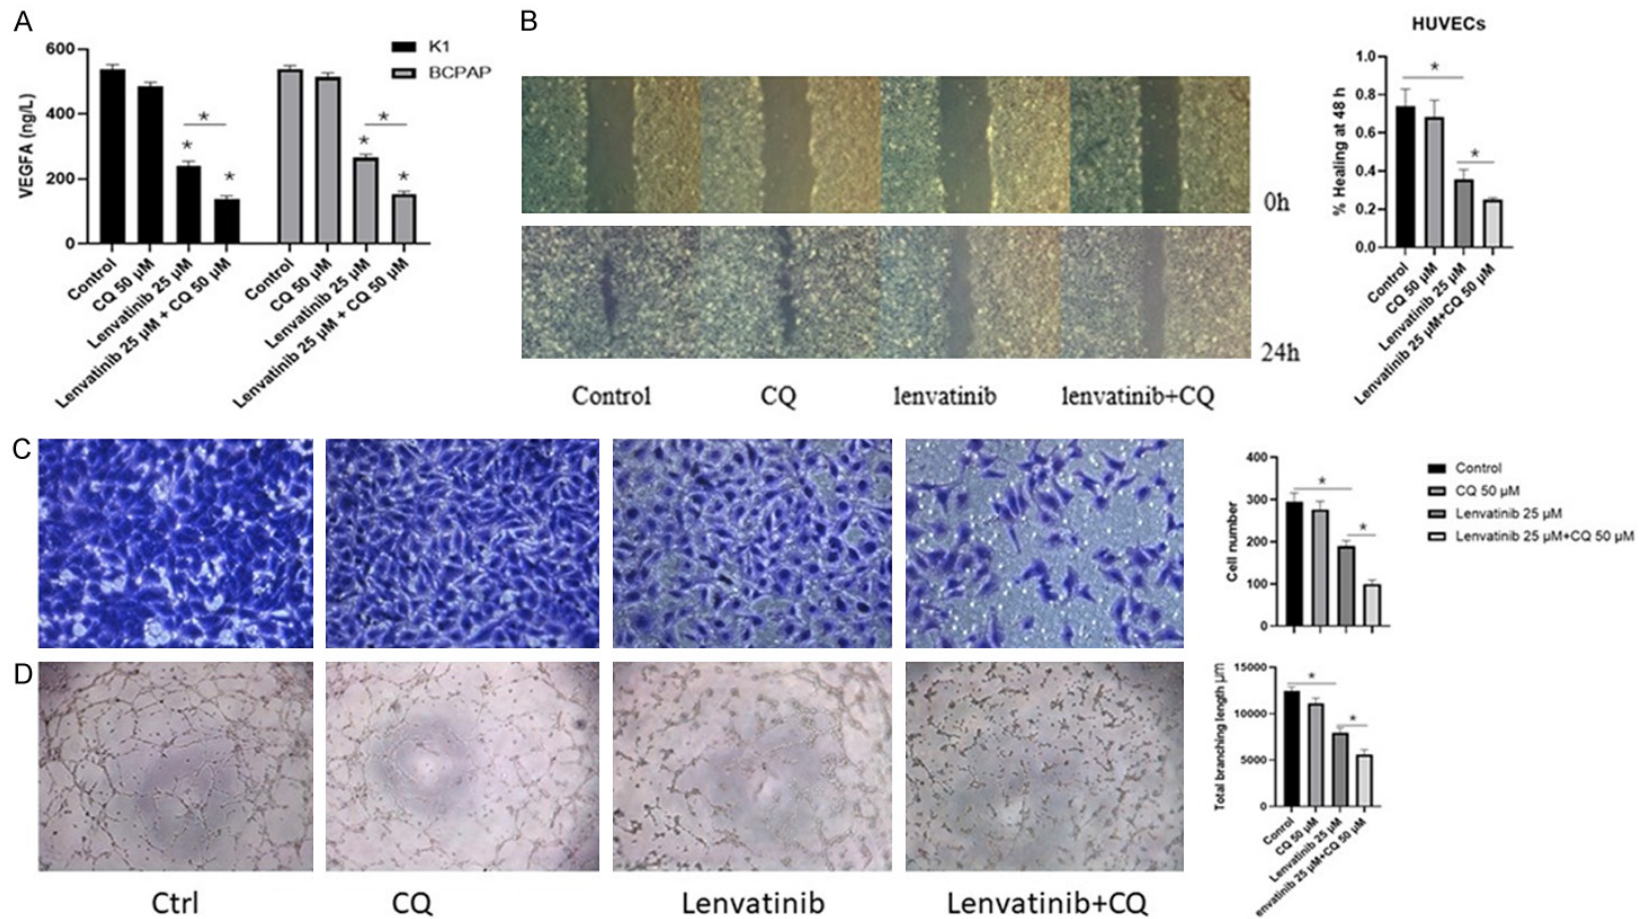 A
600
400
200
0
VEGFA (ng/L)
K1
BCPAP
*
*
*
*
*
*
Control
CQ 50 μM
Lenvatinib 25 μM
Lenvatinib 25 μM + CQ 50 μM
Control
CQ 50 μM
Lenvatinib 25 μM
Lenvatinib 25 μM + CQ 50 μM
B
0h
24h
Control
CQ
lenvatinib
lenvatinib+CQ
HUVECs
1.0
0.8
0.6
0.4
0.2
0.0
% Healing at 48 h
*
*
Control
CQ 50 μM
Lenvatinib 25 μM
Lenvatinib 25 μM+CQ 50 μM
C
400
300
200
100
0
Cell number
*
*
Control
CQ 50 μM
Lenvatinib 25 μM
Lenvatinib 25 μM+CQ 50 μM
D
15000
10000
5000
0
Total branching length μm
*
*
Control
CQ 50 μM
Lenvatinib 25 μM
envatinib 25 μM+CQ 50 μM
Ctrl
CQ
Lenvatinib
Lenvatinib+CQ